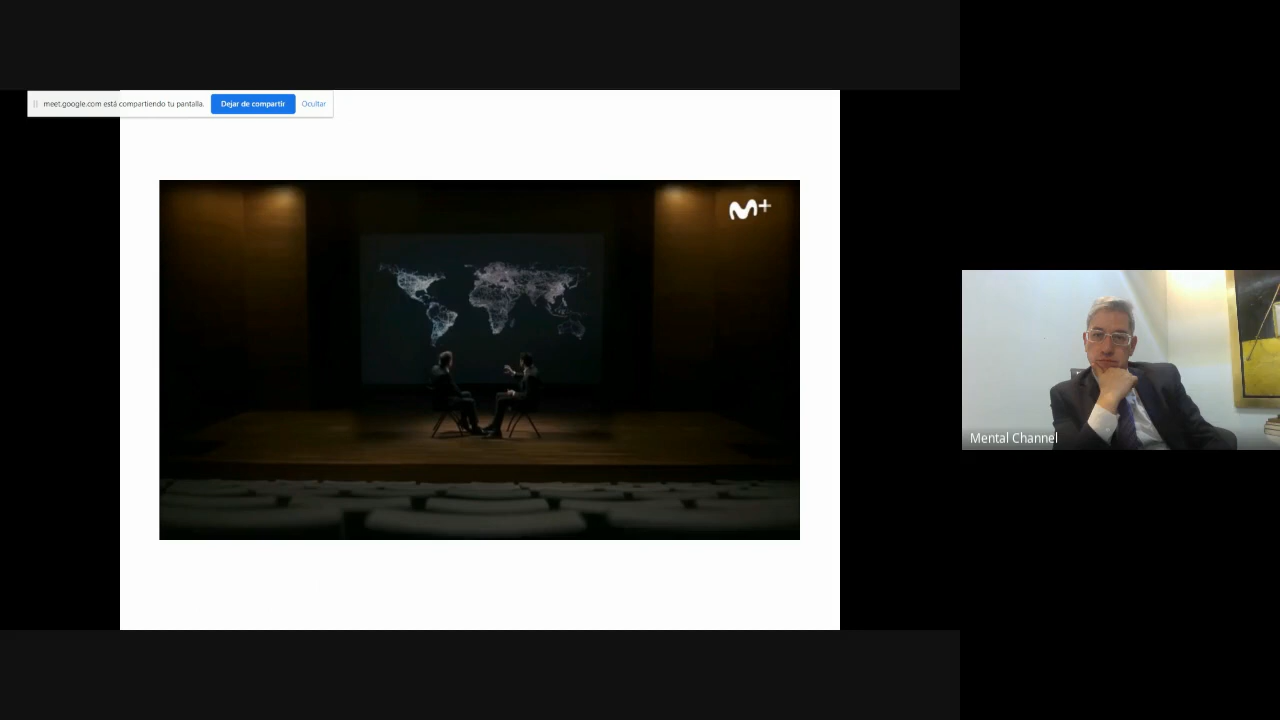 meet.google.com está compartiendo tu pantalla.
Dejar de compartir
Ocultar
M+
Mental Channel